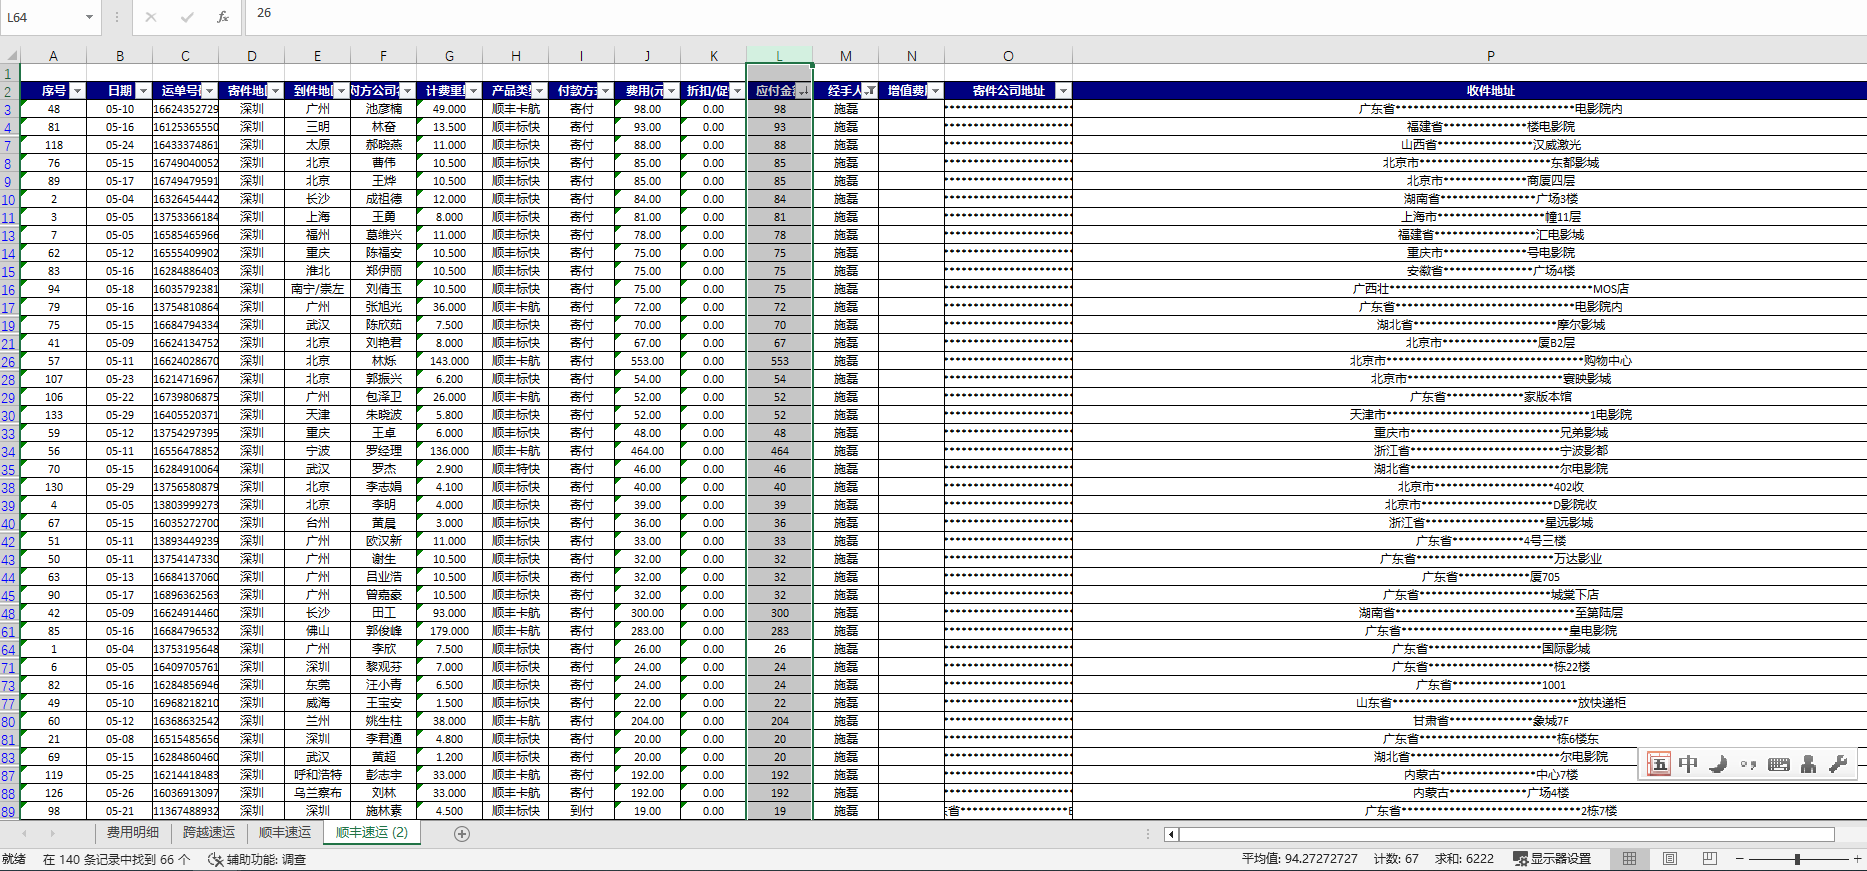 L64 fx 26
A B C D E F G H I J K L M N O P
1
2 序号 日期 运单号 寄件地 到件地 对方公司 计费重 产品类 付款方 费用(元 折扣/促 应付金 经手人 增值费 寄件公司地址 收件地址
3 48 05-10 16624352729 深圳 广州 池彦楠 49.000 顺丰卡航 寄付 98.00 0.00 98 施磊 广东省******************************电影院内
4 81 05-16 16125365550 深圳 三明 林奋 13.500 顺丰标快 寄付 93.00 0.00 93 施磊 福建省**************楼电影院
7 118 05-24 16433374861 深圳 太原 郝晓燕 11.000 顺丰标快 寄付 88.00 0.00 88 施磊 山西省****************汉威激光
8 76 05-15 16749040052 深圳 北京 曹伟 10.500 顺丰标快 寄付 85.00 0.00 85 施磊 北京市**********************东都影城
9 89 05-17 16749479591 深圳 北京 王烨 10.500 顺丰标快 寄付 85.00 0.00 85 施磊 北京市**************商厦四层
10 2 05-04 16326454442 深圳 长沙 成祖德 12.000 顺丰标快 寄付 84.00 0.00 84 施磊 湖南省****************广场3楼
11 3 05-05 13753366184 深圳 上海 王勇 8.000 顺丰标快 寄付 81.00 0.00 81 施磊 上海市******************幢11层
13 7 05-05 16585465966 深圳 福州 葛维兴 11.000 顺丰标快 寄付 78.00 0.00 78 施磊 福建省*****************汇电影城
14 62 05-12 16555409902 深圳 重庆 陈福安 10.500 顺丰标快 寄付 75.00 0.00 75 施磊 重庆市**************号电影院
15 83 05-16 16284886403 深圳 淮北 郑伊丽 10.500 顺丰标快 寄付 75.00 0.00 75 施磊 安徽省***************广场4楼
16 94 05-18 16035792381 深圳 南宁/崇左 刘倩玉 10.500 顺丰标快 寄付 75.00 0.00 75 施磊 广西壮**********************************MOS店
17 79 05-16 13754810864 深圳 广州 张旭光 36.000 顺丰卡航 寄付 72.00 0.00 72 施磊 广东省******************************电影院内
19 75 05-15 16684794334 深圳 武汉 陈欣茹 7.500 顺丰标快 寄付 70.00 0.00 70 施磊 湖北省************************摩尔影城
21 41 05-09 16624134752 深圳 北京 刘艳君 8.000 顺丰标快 寄付 67.00 0.00 67 施磊 北京市****************厦B2层
26 57 05-11 16624028670 深圳 北京 林烁 143.000 顺丰卡航 寄付 553.00 0.00 553 施磊 北京市*********************************购物中心
28 107 05-23 16214716967 深圳 北京 郭振兴 6.200 顺丰标快 寄付 54.00 0.00 54 施磊 北京市**************************寰映影城
29 106 05-22 16739806875 深圳 广州 包泽卫 26.000 顺丰卡航 寄付 52.00 0.00 52 施磊 广东省*************家版本馆
30 133 05-29 16405520371 深圳 天津 朱晓波 5.800 顺丰标快 寄付 52.00 0.00 52 施磊 天津市**********************************1电影院
33 59 05-12 13754297395 深圳 重庆 王卓 6.000 顺丰标快 寄付 48.00 0.00 48 施磊 重庆市*************************兄弟影城
34 56 05-11 16556478852 深圳 宁波 罗经理 136.000 顺丰卡航 寄付 464.00 0.00 464 施磊 浙江省*************************宁波影都
35 70 05-15 16284910064 深圳 武汉 罗杰 2.900 顺丰特快 寄付 46.00 0.00 46 施磊 湖北省*************************尔电影院
38 130 05-29 13756580879 深圳 北京 李志娟 4.100 顺丰标快 寄付 40.00 0.00 40 施磊 北京市********************402收
39 4 05-05 13803999273 深圳 北京 李明 4.000 顺丰标快 寄付 39.00 0.00 39 施磊 北京市**********************D影院收
40 67 05-15 16035272700 深圳 台州 黄晨 3.000 顺丰标快 寄付 36.00 0.00 36 施磊 浙江省********************星远影城
42 51 05-11 13893449239 深圳 广州 欧汉新 11.000 顺丰标快 寄付 33.00 0.00 33 施磊 广东省************4号三楼
43 50 05-11 13754147330 深圳 广州 谢生 10.500 顺丰标快 寄付 32.00 0.00 32 施磊 广东省***********************万达影业
44 63 05-13 16684137060 深圳 广州 吕业浩 10.500 顺丰标快 寄付 32.00 0.00 32 施磊 广东省************厦705
45 90 05-17 16896362563 深圳 广州 曾嘉豪 10.500 顺丰标快 寄付 32.00 0.00 32 施磊 广东省**********************城棠下店
48 42 05-09 16624914460 深圳 长沙 田工 93.000 顺丰卡航 寄付 300.00 0.00 300 施磊 湖南省******************************至第陆层
61 85 05-16 16684796532 深圳 佛山 郭俊峰 179.000 顺丰卡航 寄付 283.00 0.00 283 施磊 广东省****************************皇电影院
64 1 05-04 13753195648 深圳 广州 李欣 7.500 顺丰标快 寄付 26.00 0.00 26 施磊 广东省*******************国际影城
71 6 05-05 16409705761 深圳 深圳 黎观芬 7.000 顺丰标快 寄付 24.00 0.00 24 施磊 广东省*********************栋22楼
73 82 05-16 16284856946 深圳 东莞 汪小青 6.500 顺丰标快 寄付 24.00 0.00 24 施磊 广东省***************1001
77 49 05-10 16968218210 深圳 威海 王宝安 1.500 顺丰标快 寄付 22.00 0.00 22 施磊 山东省*****************************放快递柜
80 60 05-12 16368632542 深圳 兰州 姚生柱 38.000 顺丰卡航 寄付 204.00 0.00 204 施磊 甘肃省**************象城7F
81 21 05-08 16515485656 深圳 深圳 李君通 4.800 顺丰标快 寄付 20.00 0.00 20 施磊 广东省***********************栋6楼东
83 69 05-15 16284860460 深圳 武汉 黄超 1.200 顺丰标快 寄付 20.00 0.00 20 施磊 湖北省*************************尔电影院
87 119 05-25 16214418483 深圳 呼和浩特 彭志宇 33.000 顺丰卡航 寄付 192.00 0.00 192 施磊 内蒙古****************中心7楼
88 126 05-26 16036913097 深圳 乌兰察布 刘林 33.000 顺丰卡航 寄付 192.00 0.00 192 施磊 内蒙古**************广场4楼
89 98 05-21 11367488932 深圳 深圳 施林素 4.500 顺丰标快 到付 19.00 0.00 19 施磊 省****************** 广东省******************************2栋7楼
五 中
费用明细 跨越速运 顺丰速运 顺丰速运 (2)
就绪 在 140 条记录中找到 66 个 辅助功能: 调查 平均值: 94.27272727 计数: 67 求和: 6222 显示器设置